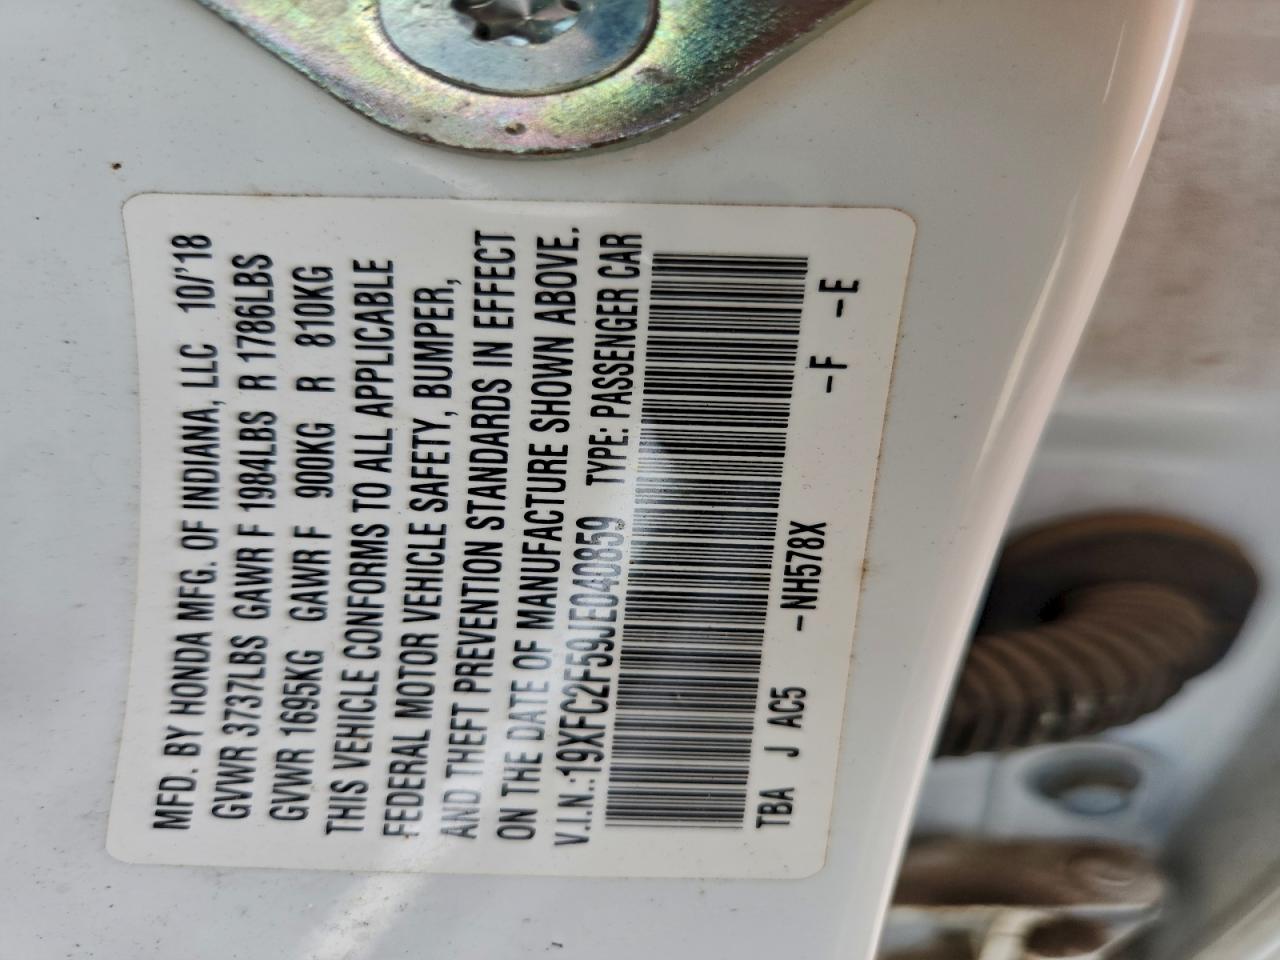 MFD. BY HONDA MFG. OF INDIANA, LLC 10/'18
GVWR 3737LBS GAWR F 1984LBS R 1786LBS
GVWR 1695KG GAWR F 900KG R 810KG
THIS VEHICLE CONFORMS TO ALL APPLICABLE
FEDERAL MOTOR VEHICLE SAFETY, BUMPER,
AND THEFT PREVENTION STANDARDS IN EFFECT
ON THE DATE OF MANUFACTURE SHOWN ABOVE.
V.I.N.:19XFC2F59JE040859 TYPE: PASSENGER CAR
TBA J AC5 -NH578X -F -E